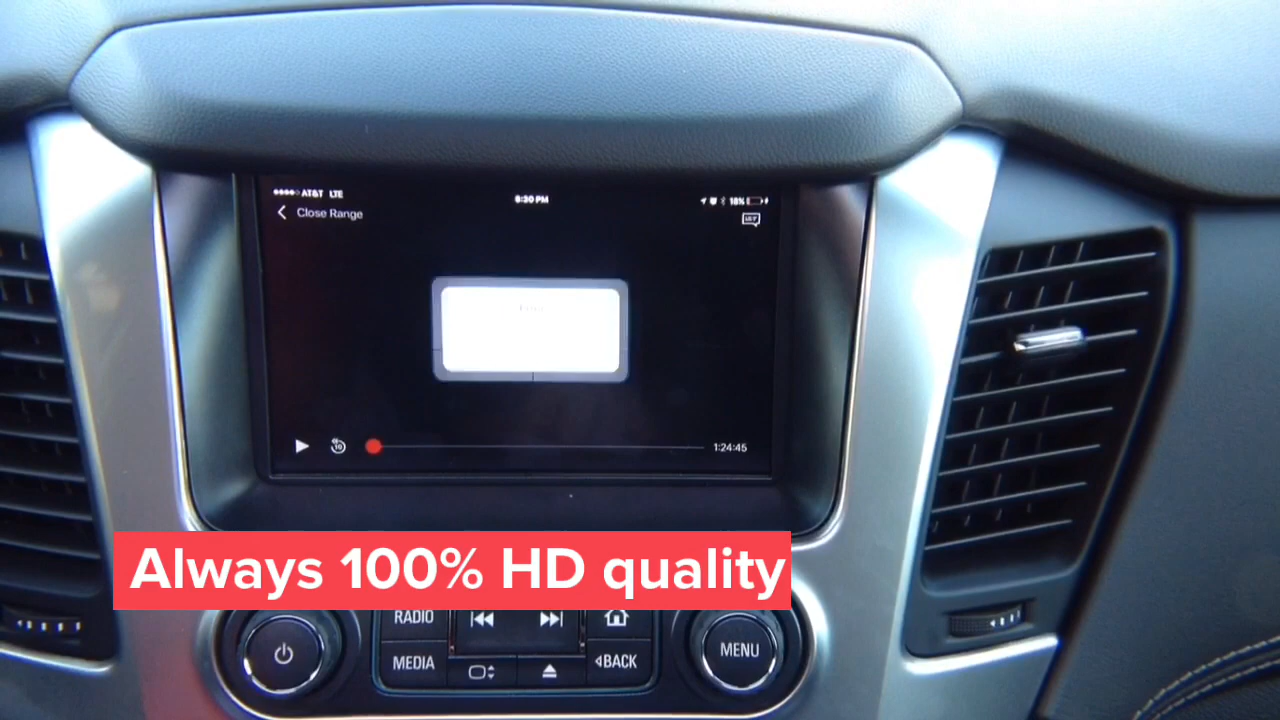 AT&T LTE
6:30 PM
18%
Close Range
1:24:45
Always 100% HD quality
RADIO
MEDIA
MENU
BACK